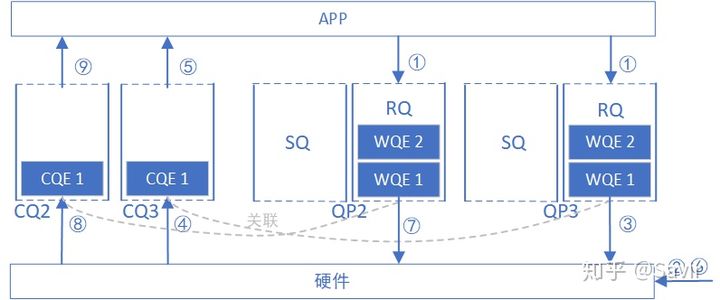 APP
⑨
⑤
①
①
SQ
RQ
SQ
RQ
WQE 2
WQE 2
CQE 1
CQE 1
WQE 1
WQE 1
CQ2
CQ3
关联
QP2
QP3
⑧
④
⑦
③
硬件
②⑥
知乎 @Savir